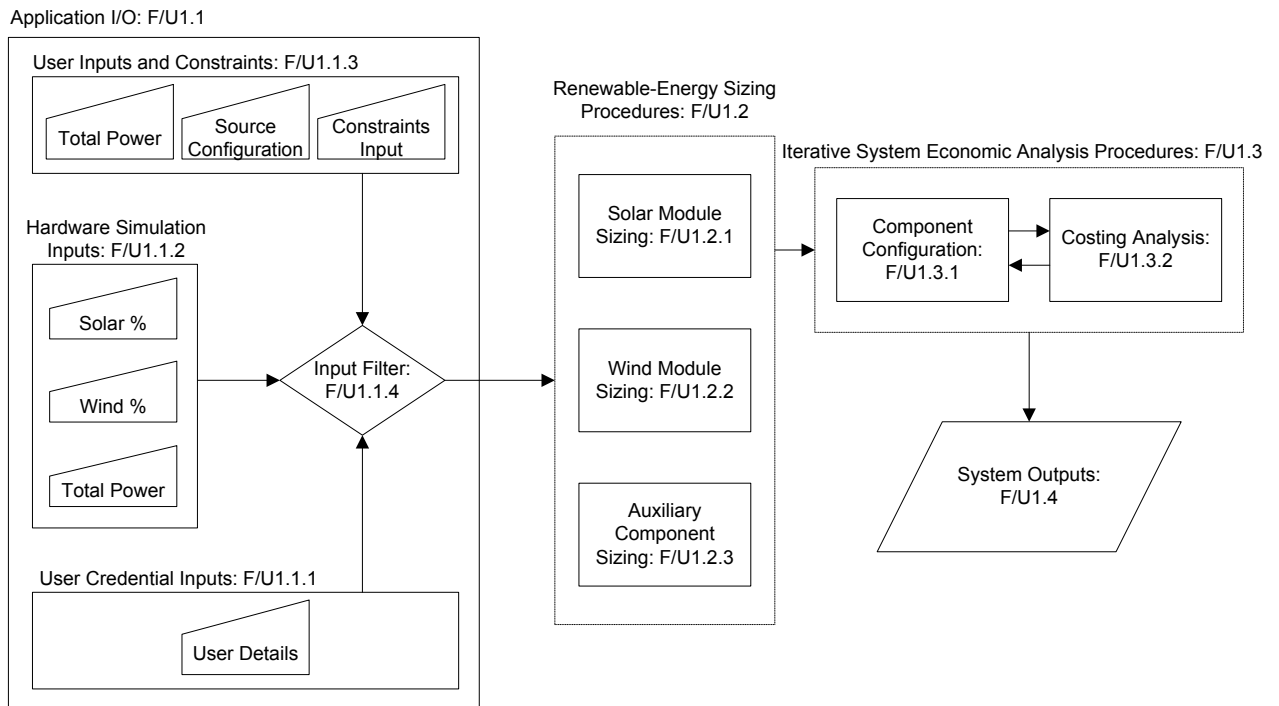 Application I/O: F/U1.1
User Inputs and Constraints: F/U1.1.3
Total Power
Source
Configuration
Constraints
Input
Hardware Simulation
Inputs: F/U1.1.2
Solar %
Wind %
Total Power
Input Filter:
F/U1.1.4
User Credential Inputs: F/U1.1.1
User Details
Renewable-Energy Sizing
Procedures: F/U1.2
Solar Module
Sizing: F/U1.2.1
Wind Module
Sizing: F/U1.2.2
Auxiliary
Component
Sizing: F/U1.2.3
Iterative System Economic Analysis Procedures: F/U1.3
Component
Configuration:
F/U1.3.1
Costing Analysis:
F/U1.3.2
System Outputs:
F/U1.4